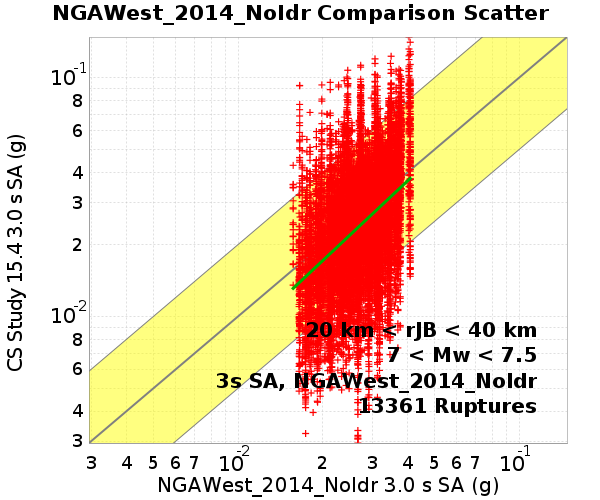 NGAWest_2014_NoIdr Comparison Scatter
CS Study 15.4 3.0 s SA (g)
10-1
8
6
4
3
2
10-2
8
6
4
3
20 km < rJB < 40 km
7 < Mw < 7.5
3s SA, NGAWest_2014_NoIdr
13361 Ruptures
3 4 5 6 7 10-2 2 3 4 5 6 7 10-1
NGAWest_2014_NoIdr 3.0 s SA (g)